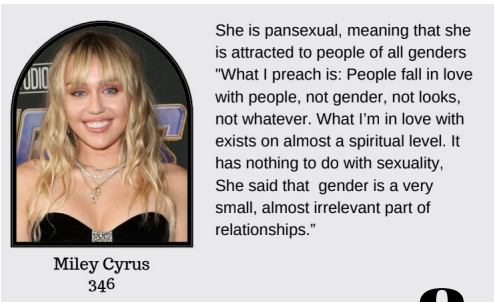 She is pansexual, meaning that she
is attracted to people of all genders
"What I preach is: People fall in love
with people, not gender, not looks,
not whatever. What I’m in love with
exists on almost a spiritual level. It
has nothing to do with sexuality,
She said that  gender is a very
small, almost irrelevant part of
relationships.”
Miley Cyrus
346